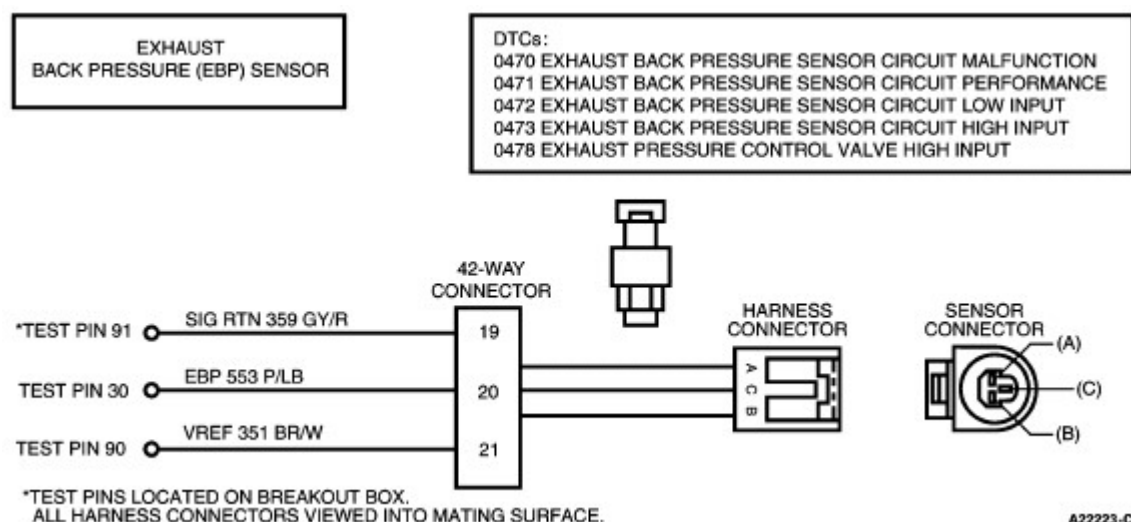 EXHAUST
BACK PRESSURE (EBP) SENSOR
DTCs:
0470 EXHAUST BACK PRESSURE SENSOR CIRCUIT MALFUNCTION
0471 EXHAUST BACK PRESSURE SENSOR CIRCUIT PERFORMANCE
0472 EXHAUST BACK PRESSURE SENSOR CIRCUIT LOW INPUT
0473 EXHAUST BACK PRESSURE SENSOR CIRCUIT HIGH INPUT
0478 EXHAUST PRESSURE CONTROL VALVE HIGH INPUT
42-WAY
CONNECTOR
HARNESS
CONNECTOR
SENSOR
CONNECTOR
*TEST PIN 91
SIG RTN 359 GY/R
19
TEST PIN 30
EBP 553 P/LB
20
TEST PIN 90
VREF 351 BR/W
21
A
C
B
(A)
(C)
(B)
*TEST PINS LOCATED ON BREAKOUT BOX.
ALL HARNESS CONNECTORS VIEWED INTO MATING SURFACE.
A22223-C